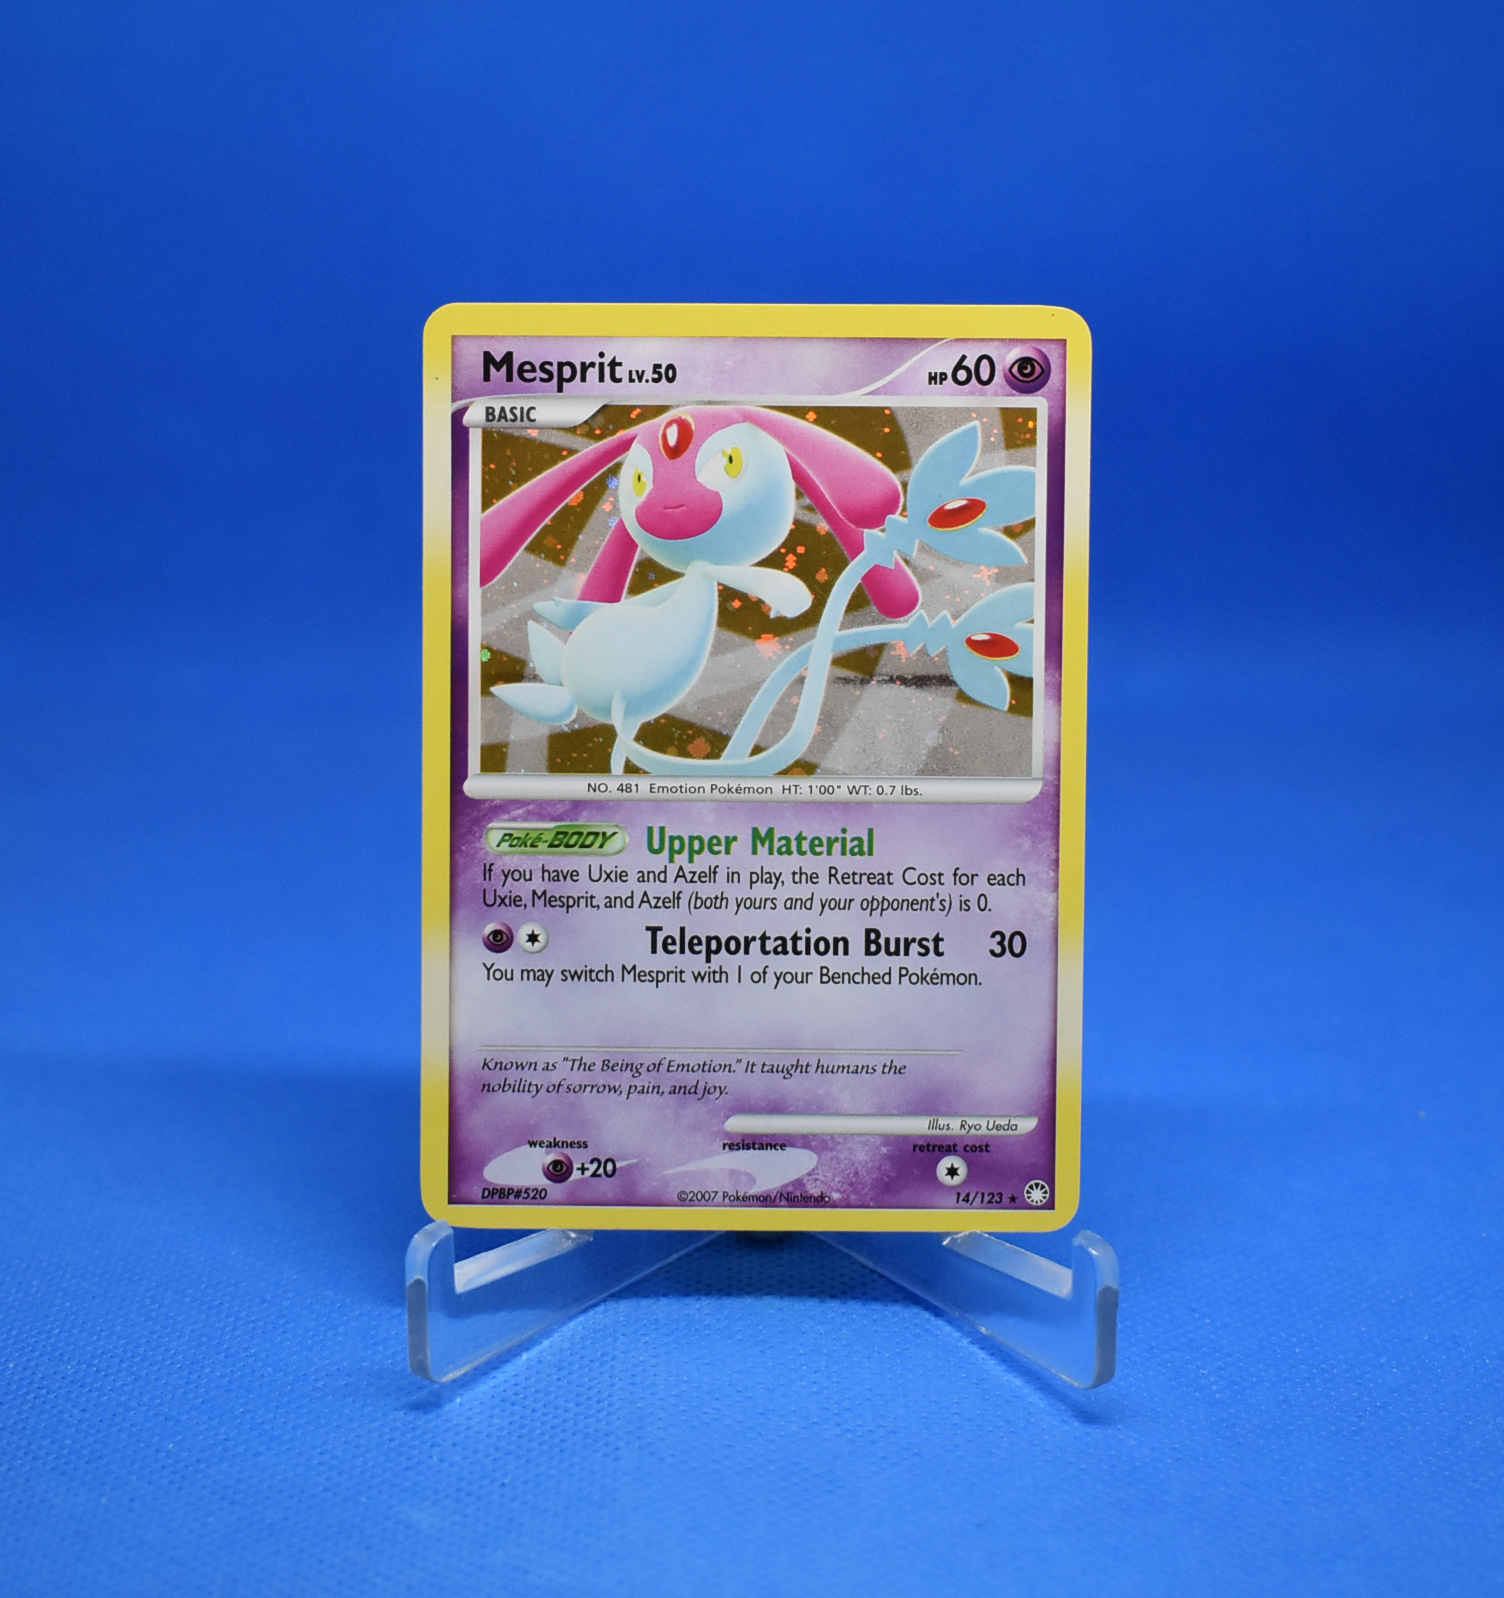 Mesprit LV.50 HP 60
BASIC
NO. 481 Emotion Pokémon HT: 1'00" WT: 0.7 lbs.
Poké-BODY Upper Material
If you have Uxie and Azelf in play, the Retreat Cost for each
Uxie, Mesprit, and Azelf (both yours and your opponent's) is 0.
Teleportation Burst 30
You may switch Mesprit with 1 of your Benched Pokémon.
Known as "The Being of Emotion." It taught humans the
nobility of sorrow, pain, and joy.
Illus. Ryo Ueda
weakness resistance retreat cost
+20
DPBP#520 ©2007 Pokémon/Nintendo 14/123 ★